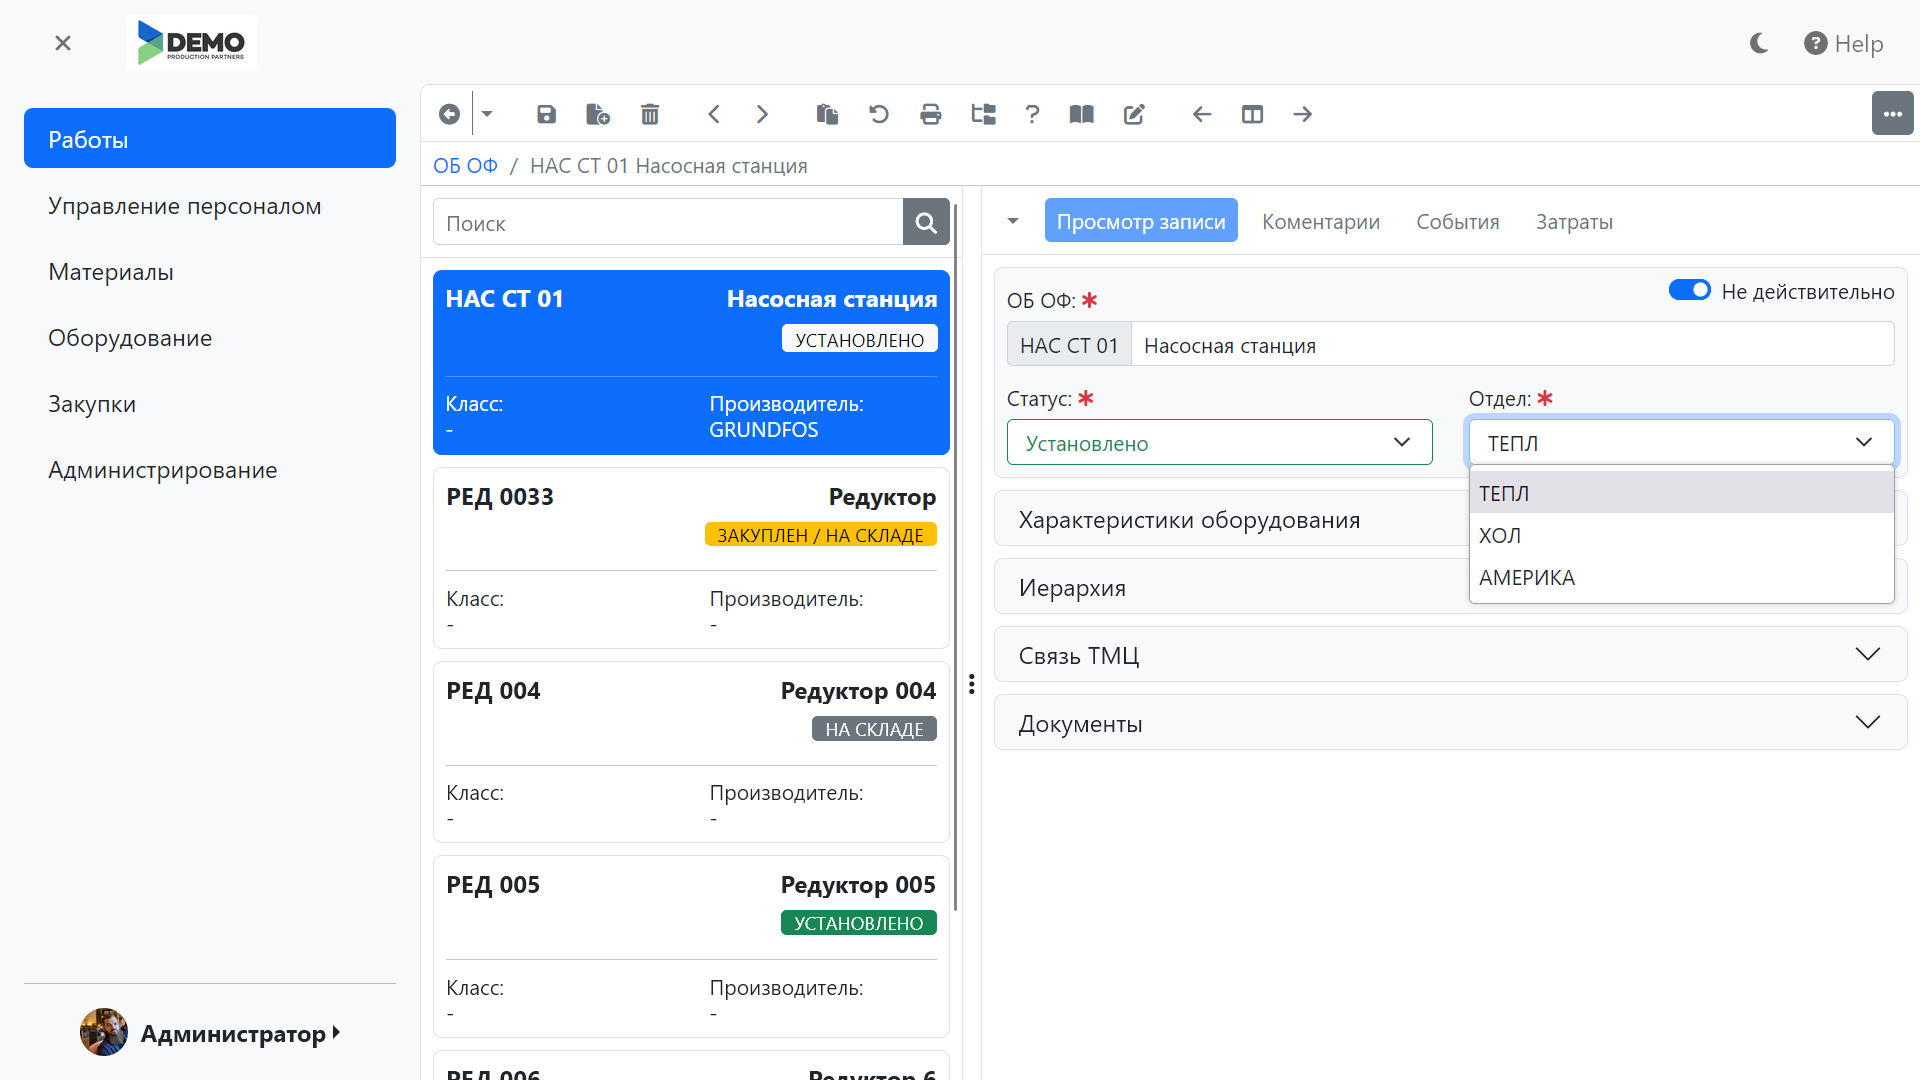 DEMO
PRODUCTION PARTNERS
Help
Работы
Управление персоналом
Материалы
Оборудование
Закупки
Администрирование
Администратор
ОБ ОФ / НАС СТ 01 Насосная станция
Поиск
НАС СТ 01 Насосная станция
УСТАНОВЛЕНО
Класс: Производитель:
- GRUNDFOS
РЕД 0033 Редуктор
ЗАКУПЛЕН / НА СКЛАДЕ
Класс: Производитель:
- -
РЕД 004 Редуктор 004
НА СКЛАДЕ
Класс: Производитель:
- -
РЕД 005 Редуктор 005
УСТАНОВЛЕНО
Класс: Производитель:
- -
РЕД 006 Редуктор 6
Просмотр записи Коментарии События Затраты
ОБ ОФ: * Не действительно
НАС СТ 01 Насосная станция
Статус: * Отдел: *
Установлено ТЕПЛ
ТЕПЛ
ХОЛ
АМЕРИКА
Характеристики оборудования
Иерархия
Связь ТМЦ
Документы